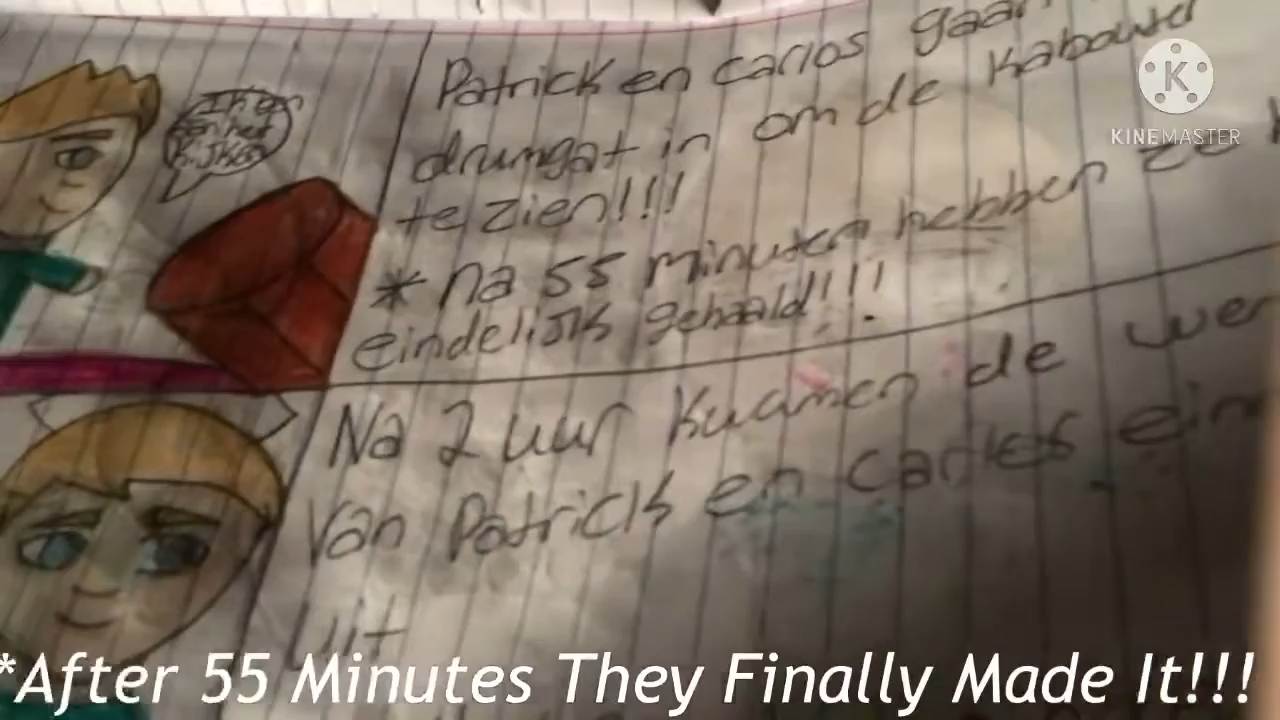 Patrick en carlos gaan
drumgat in om de Kabouter
te zien!!!
* Na 55 minuten hebben ze
eindelijk gehaald!!!
Na 2 uur kwamen de
van Patrick en Carlos
uit
KINEMASTER
*After 55 Minutes They Finally Made It!!!